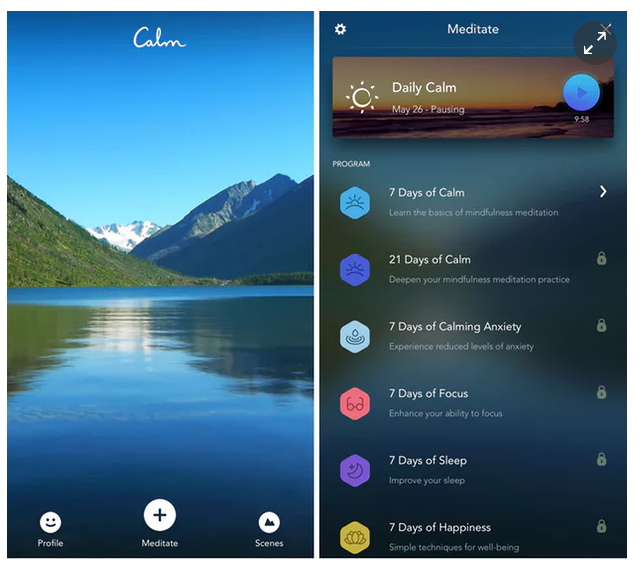 Calm
Profile
Meditate
Scenes
Meditate
Daily Calm
May 26 - Pausing
9:58
PROGRAM
7 Days of Calm
Learn the basics of mindfulness meditation
21 Days of Calm
Deepen your mindfulness meditation practice
7 Days of Calming Anxiety
Experience reduced levels of anxiety
7 Days of Focus
Enhance your ability to focus
7 Days of Sleep
Improve your sleep
7 Days of Happiness
Simple techniques for well-being